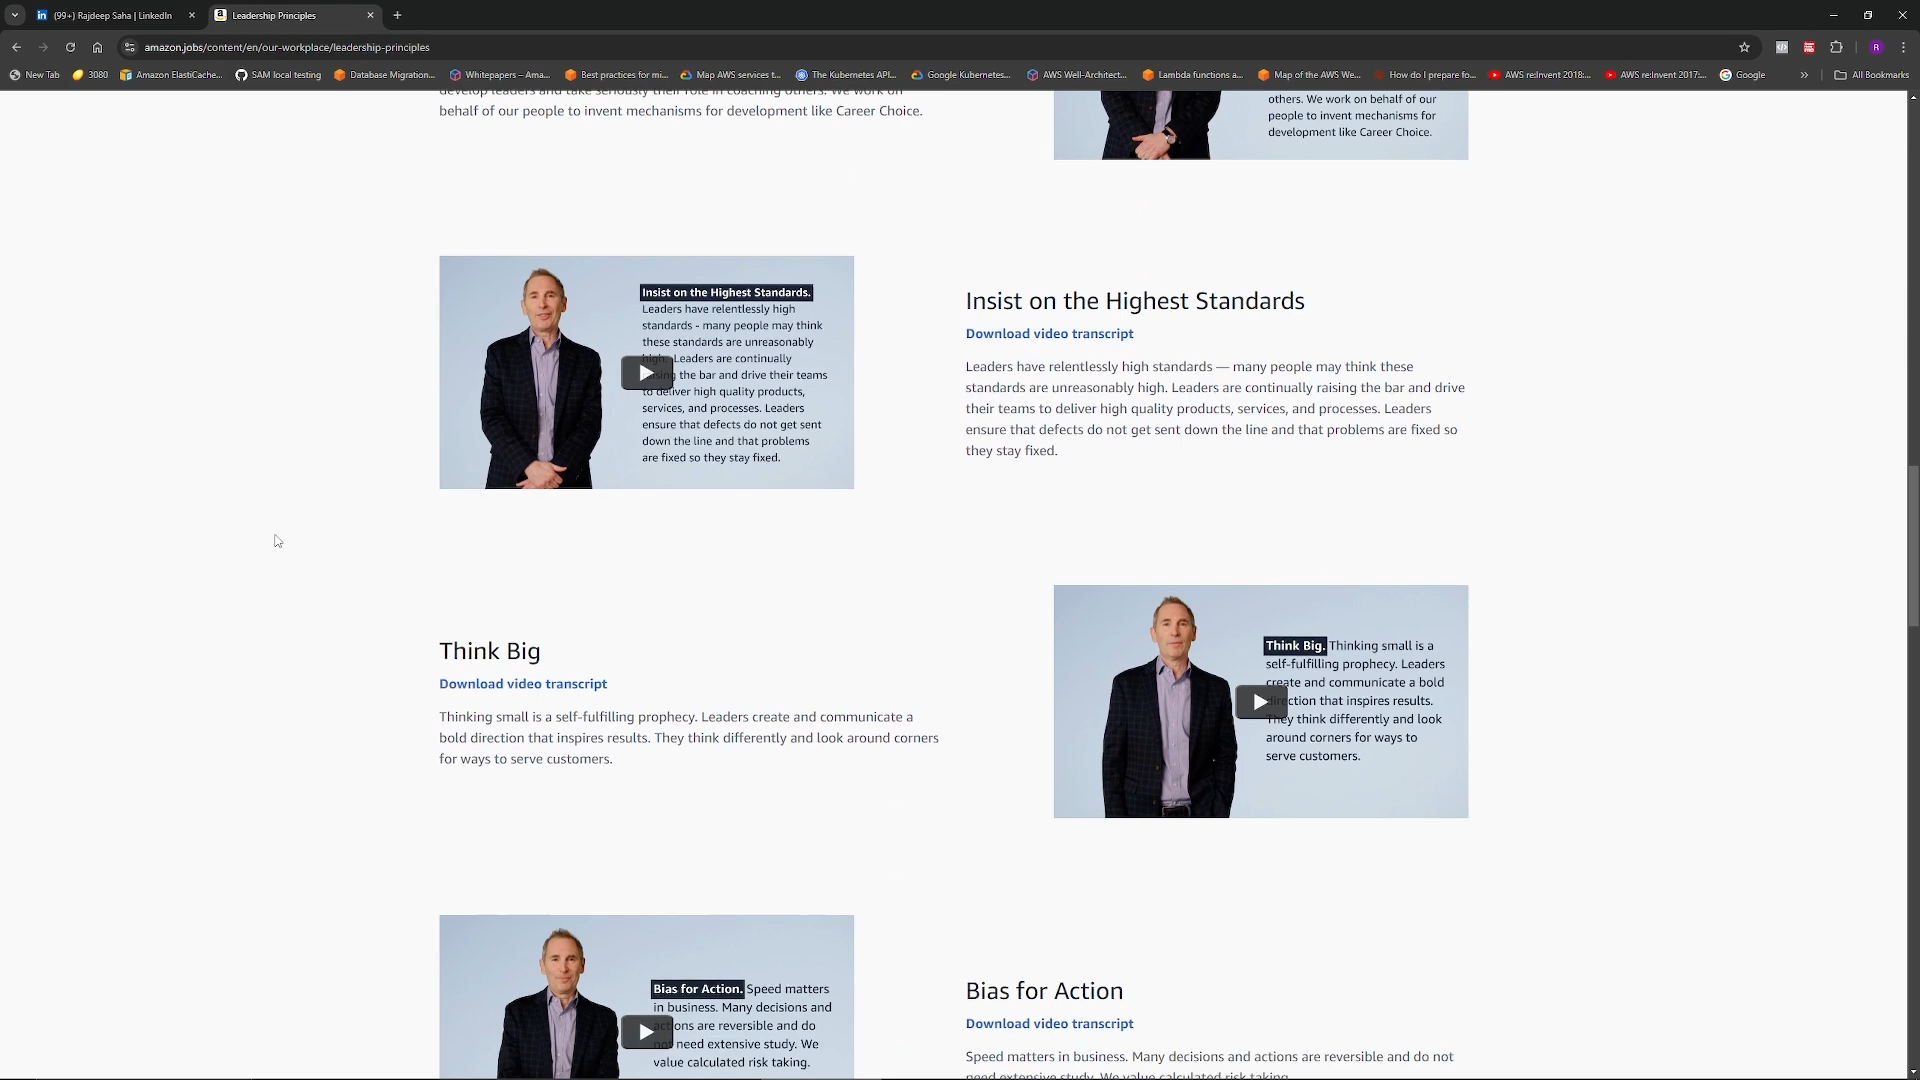 (99+) Rajdeep Saha | LinkedIn
Leadership Principles
amazon.jobs/content/en/our-workplace/leadership-principles
R
New Tab
3080
Amazon ElastiCache...
SAM local testing
Database Migration...
Whitepapers – Ama...
Best practices for mi...
Map AWS services t...
The Kubernetes API...
Google Kubernetes...
AWS Well-Architect...
Lambda functions a...
Map of the AWS We...
How do I prepare fo...
AWS re:Invent 2018:...
AWS re:Invent 2017:...
Google
All Bookmarks
develop leaders and take seriously their role in coaching others. We work on
behalf of our people to invent mechanisms for development like Career Choice.
others. We work on behalf of our
people to invent mechanisms for
development like Career Choice.
Insist on the Highest Standards.
Leaders have relentlessly high
standards - many people may think
these standards are unreasonably
high. Leaders are continually
raising the bar and drive their teams
to deliver high quality products,
services, and processes. Leaders
ensure that defects do not get sent
down the line and that problems
are fixed so they stay fixed.
Insist on the Highest Standards
Download video transcript
Leaders have relentlessly high standards — many people may think these
standards are unreasonably high. Leaders are continually raising the bar and drive
their teams to deliver high quality products, services, and processes. Leaders
ensure that defects do not get sent down the line and that problems are fixed so
they stay fixed.
Think Big
Download video transcript
Thinking small is a self-fulfilling prophecy. Leaders create and communicate a
bold direction that inspires results. They think differently and look around corners
for ways to serve customers.
Think Big. Thinking small is a
self-fulfilling prophecy. Leaders
create and communicate a bold
direction that inspires results.
They think differently and look
around corners for ways to
serve customers.
Bias for Action. Speed matters
in business. Many decisions and
actions are reversible and do
not need extensive study. We
value calculated risk taking.
Bias for Action
Download video transcript
Speed matters in business. Many decisions and actions are reversible and do not
need extensive study. We value calculated risk taking.